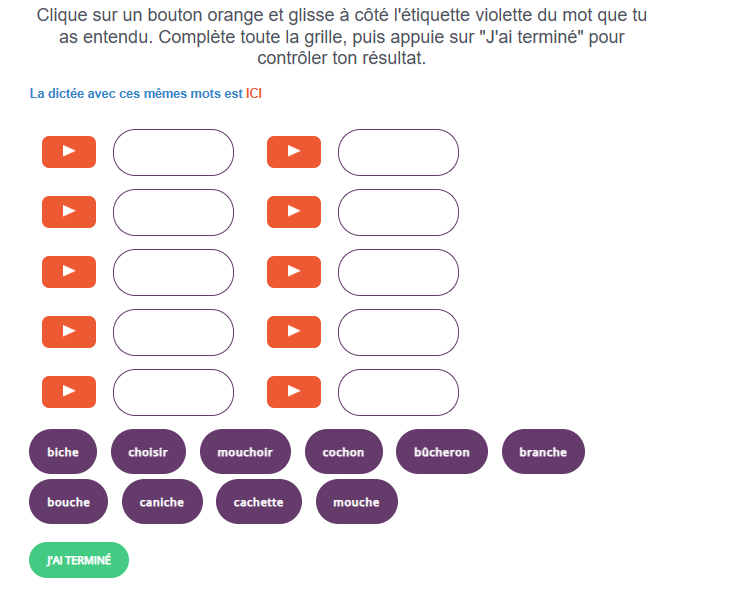 Clique sur un bouton orange et glisse à côté l'étiquette violette du mot que tu
as entendu. Complète toute la grille, puis appuie sur "J'ai terminé" pour
contrôler ton résultat.
La dictée avec ces mêmes mots est ICI
biche choisir mouchoir cochon bûcheron branche
bouche caniche cachette mouche
J'AI TERMINÉ